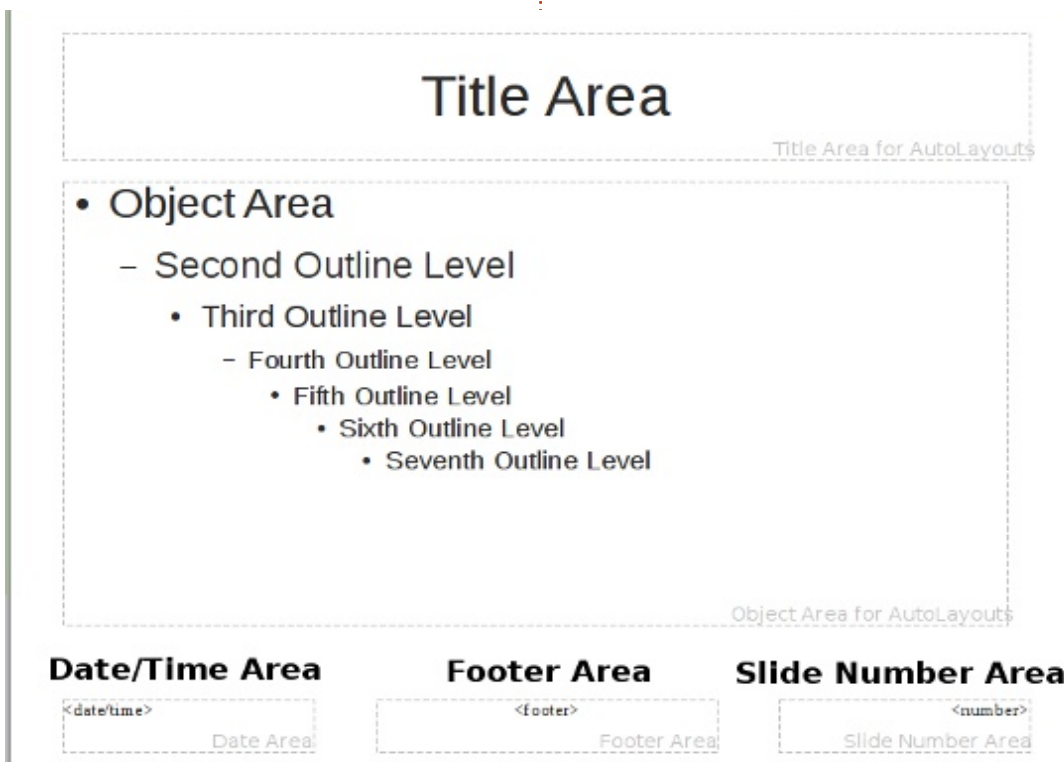 Title Area
Title Area for AutoLayouts
• Object Area
– Second Outline Level
• Third Outline Level
– Fourth Outline Level
• Fifth Outline Level
• Sixth Outline Level
• Seventh Outline Level
Object Area for AutoLayouts
Date/Time Area Footer Area Slide Number Area
<date/time> <footer> <number>
Date Area Footer Area Slide Number Area